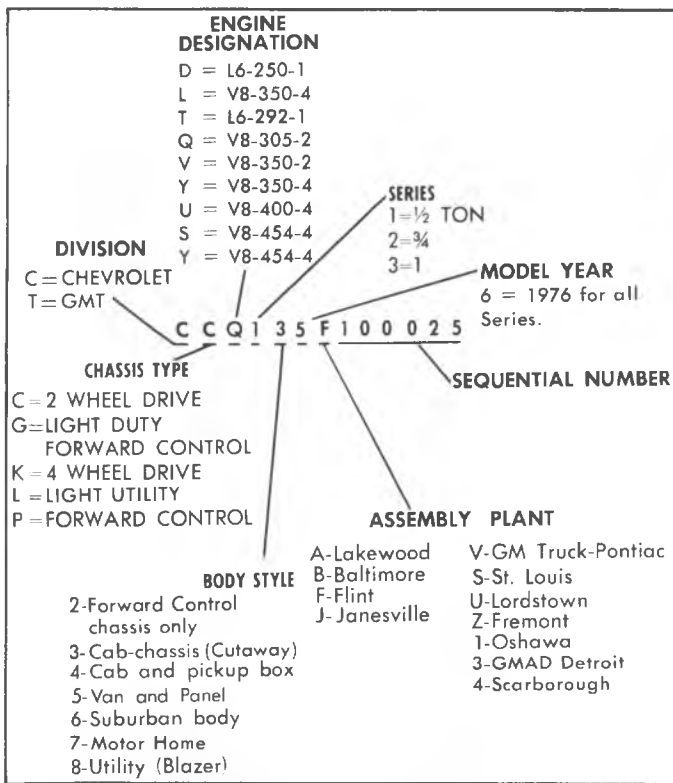 ENGINE
DESIGNATION
D = L6-250-1
L = V8-350-4
T = L6-292-1
Q = V8-305-2
V = V8-350-2
Y = V8-350-4
U = V8-400-4
S = V8-454-4
Y = V8-454-4
SERIES
1=½ TON
2=¾
3=1
DIVISION
C=CHEVROLET
T=GMT
MODEL YEAR
6 = 1976 for all
Series.
C C Q 1 3 5 F 1 0 0 0 2 5
CHASSIS TYPE
SEQUENTIAL NUMBER
C=2 WHEEL DRIVE
G=LIGHT DUTY
FORWARD CONTROL
K=4 WHEEL DRIVE
L=LIGHT UTILITY
P=FORWARD CONTROL
ASSEMBLY PLANT
A-Lakewood
B-Baltimore
F-Flint
J-Janesville
V-GM Truck-Pontiac
S-St. Louis
U-Lordstown
Z-Fremont
1-Oshawa
3-GMAD Detroit
4-Scarborough
BODY STYLE
2-Forward Control
chassis only
3-Cab-chassis (Cutaway)
4-Cab and pickup box
5-Van and Panel
6-Suburban body
7-Motor Home
8-Utility (Blazer)